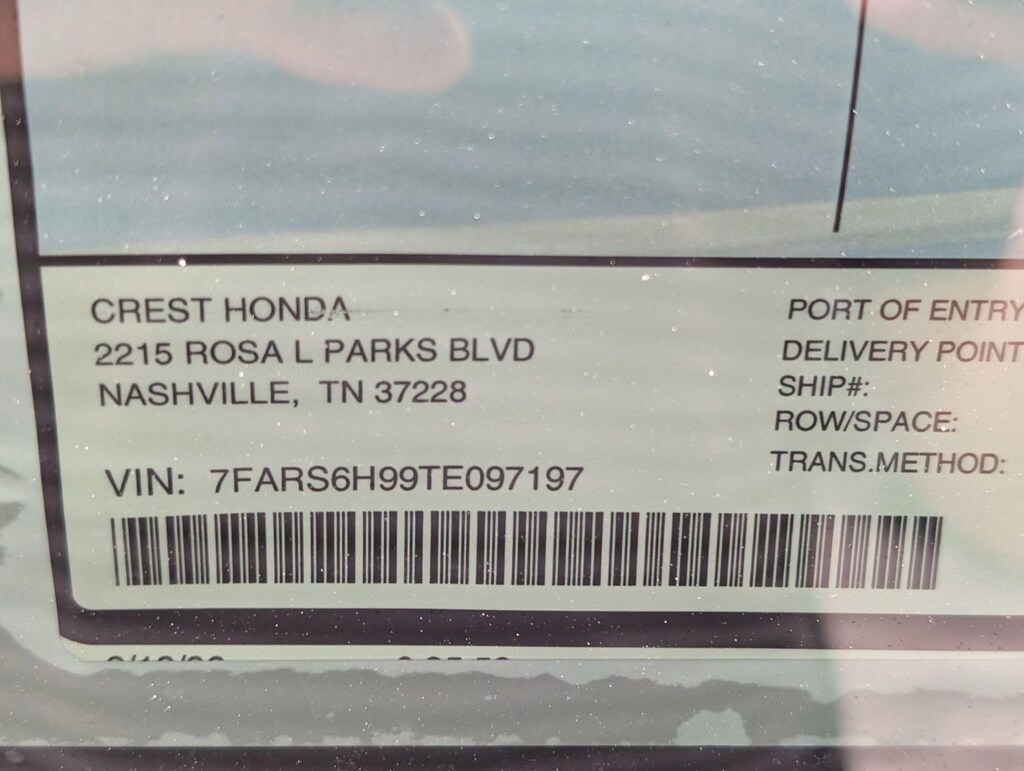 CREST HONDA
2215 ROSA L PARKS BLVD
NASHVILLE, TN 37228
VIN: 7FARS6H99TE097197
PORT OF ENTRY
DELIVERY POINT
SHIP#:
ROW/SPACE:
TRANS.METHOD: